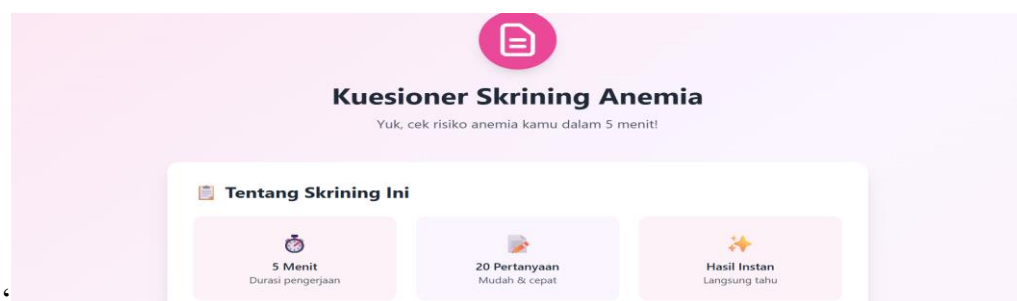 Kuesioner Skrining Anemia
Yuk, cek risiko anemia kamu dalam 5 menit!
Tentang Skrining Ini
5 Menit
Durasi pengerjaan
20 Pertanyaan
Mudah & cepat
Hasil Instan
Langsung tahu
‘